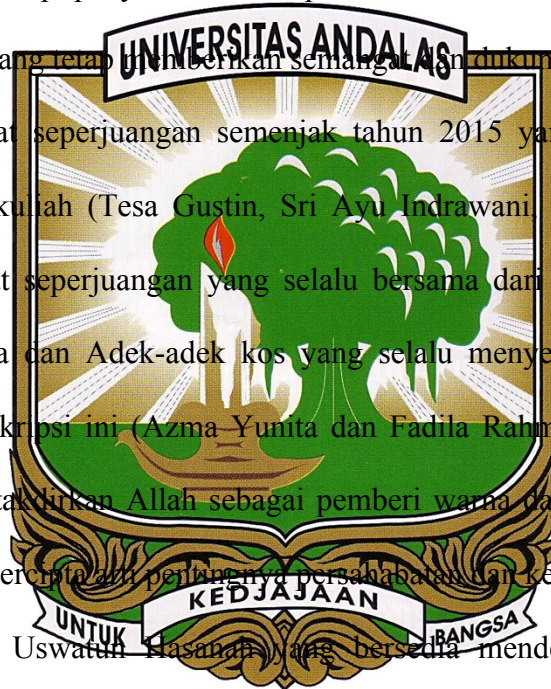 UNIVERSITAS ANDALAS
ang tetap memberikan semangat dan dukun
at seperjuangan semenjak tahun 2015 ya
kuliah (Tesa Gustin, Sri Ayu Indrawani,
t seperjuangan yang selalu bersama dari
a dan Adek-adek kos yang selalu menye
kripsi ini (Azma Yunita dan Fadila Rahm
takdirkan Allah sebagai pemberi warna da
ercipta arti pentingnya persahabatan dan ke
KEDJAJAAN
UNTUK BANGSA
Uswatun Hasanah yang bersedia mende